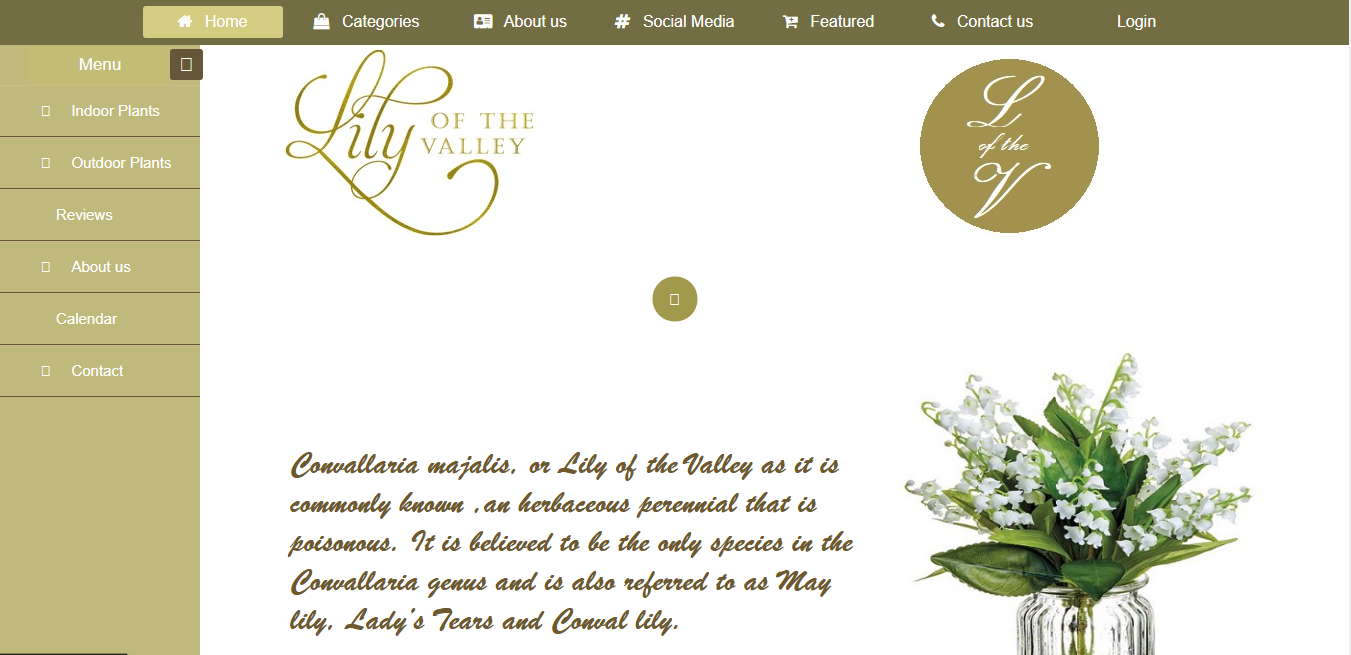 Home Categories About us Social Media Featured Contact us Login
Menu
Indoor Plants
Outdoor Plants
Reviews
About us
Calendar
Contact
Lily OF THE
VALLEY
L
of the
V
Convallaria majalis, or Lily of the Valley as it is
commonly known ,an herbaceous perennial that is
poisonous. It is believed to be the only species in the
Convallaria genus and is also referred to as May
lily, Lady's Tears and Conval lily.